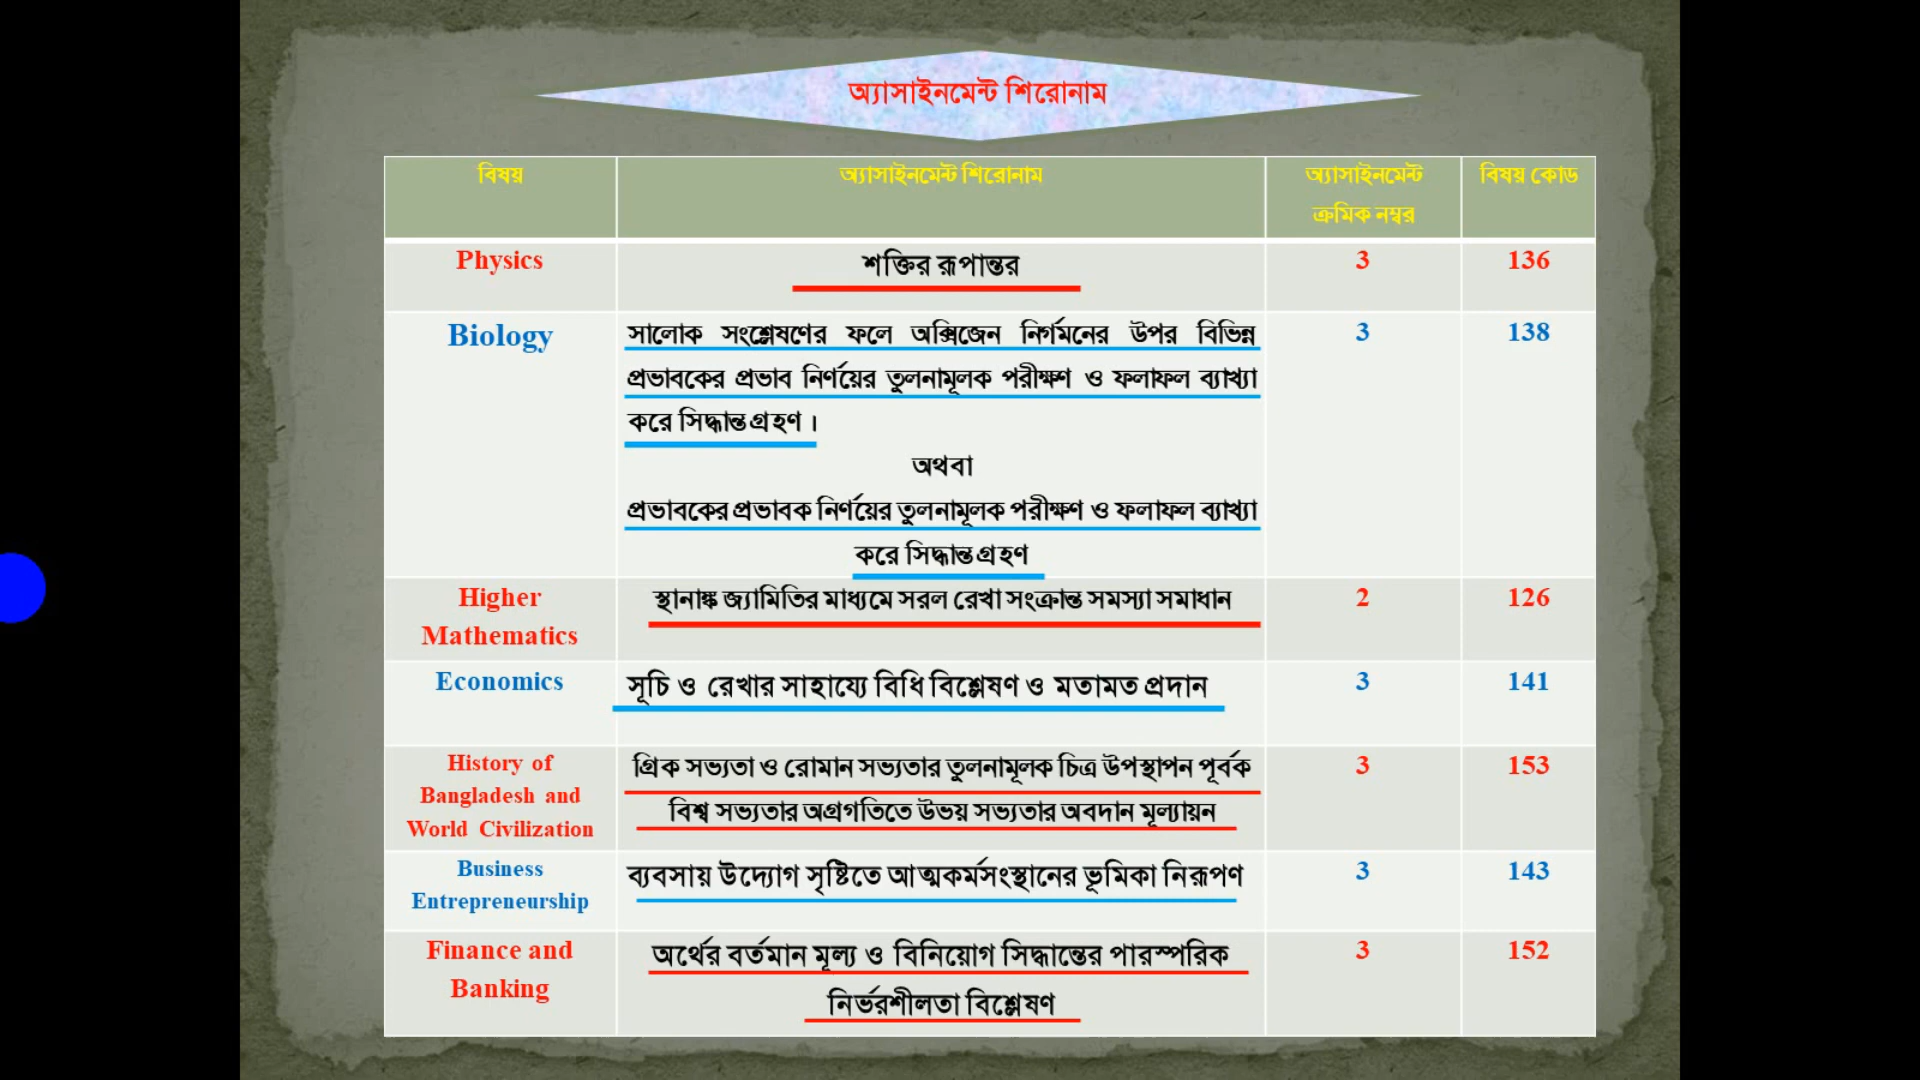 অ্যাসাইনমেন্ট শিরোনাম
বিষয়
অ্যাসাইনমেন্ট শিরোনাম
অ্যাসাইনমেন্ট
ক্রমিক নম্বর
বিষয় কোড
Physics
শক্তির রূপান্তর
3
136
Biology
সালোক সংশ্লেষণের ফলে অক্সিজেন নির্গমনের উপর বিভিন্ন
প্রভাবকের প্রভাব নির্ণয়ের তুলনামূলক পরীক্ষণ ও ফলাফল ব্যাখ্যা
করে সিদ্ধান্ত গ্রহণ।
অথবা
প্রভাবকের প্রভাবক নির্ণয়ের তুলনামূলক পরীক্ষণ ও ফলাফল ব্যাখ্যা
করে সিদ্ধান্ত গ্রহণ
3
138
Higher
Mathematics
স্থানাঙ্ক জ্যামিতির মাধ্যমে সরল রেখা সংক্রান্ত সমস্যা সমাধান
2
126
Economics
সূচি ও রেখার সাহায্যে বিধি বিশ্লেষণ ও মতামত প্রদান
3
141
History of
Bangladesh and
World Civilization
গ্রিক সভ্যতা ও রোমান সভ্যতার তুলনামূলক চিত্র উপস্থাপন পূর্বক
বিশ্ব সভ্যতার অগ্রগতিতে উভয় সভ্যতার অবদান মূল্যায়ন
3
153
Business
Entrepreneurship
ব্যবসায় উদ্যোগ সৃষ্টিতে আত্মকর্মসংস্থানের ভূমিকা নিরূপণ
3
143
Finance and
Banking
অর্থের বর্তমান মূল্য ও বিনিয়োগ সিদ্ধান্তের পারস্পরিক
নির্ভরশীলতা বিশ্লেষণ
3
152